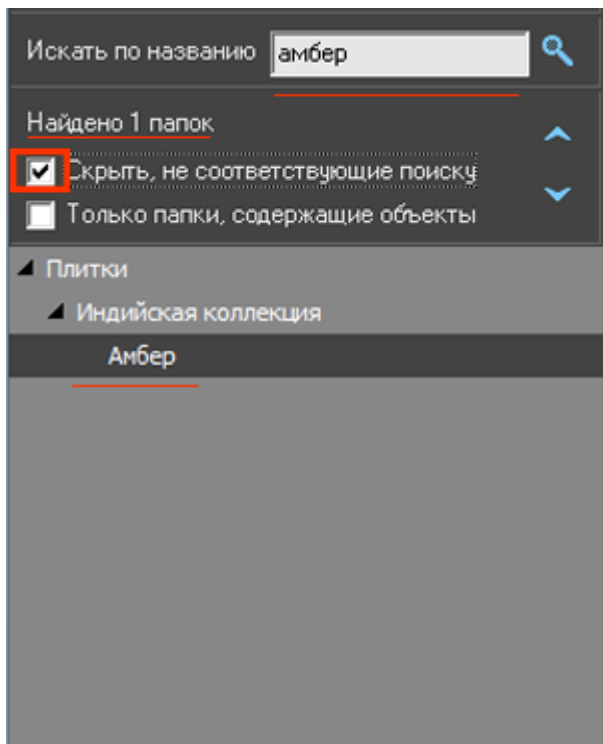 Искать по названию амбер
Найдено 1 папок
Скрыть, не соответствующие поиску
Только папки, содержащие объекты
Плитки
Индийская коллекция
Амбер